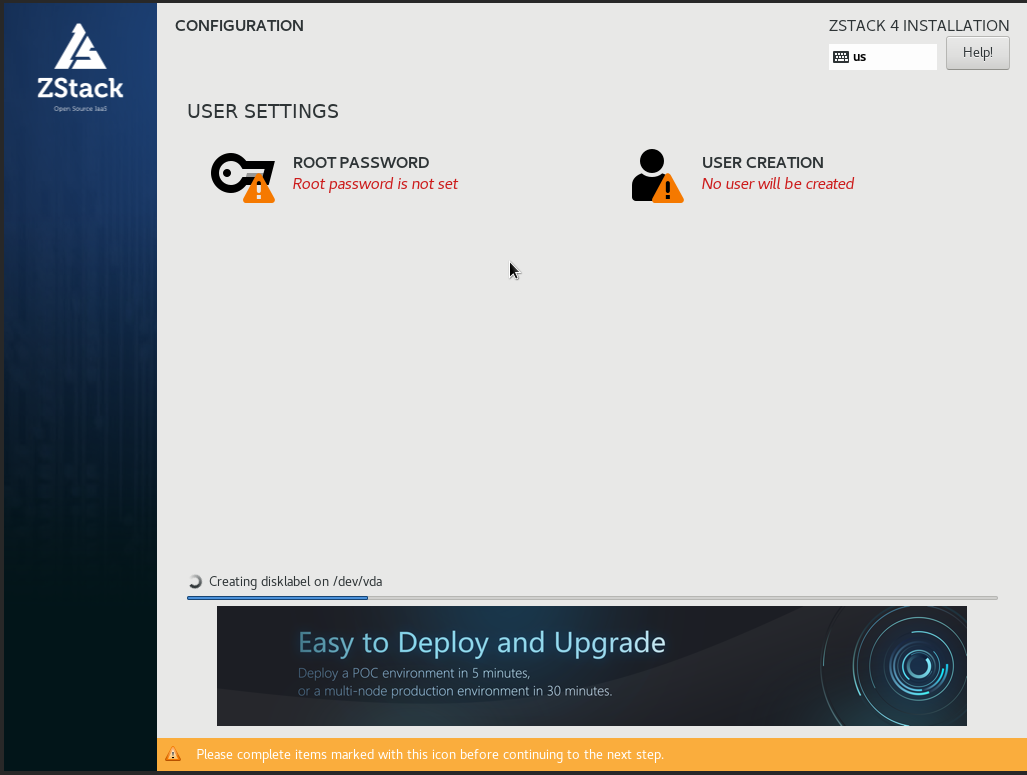 ZStack
Open Source IaaS
CONFIGURATION
ZSTACK 4 INSTALLATION
us
Help!
USER SETTINGS
ROOT PASSWORD
Root password is not set
USER CREATION
No user will be created
Creating disklabel on /dev/vda
Easy to Deploy and Upgrade
Deploy a POC environment in 5 minutes,
or a multi-node production environment in 30 minutes.
Please complete items marked with this icon before continuing to the next step.